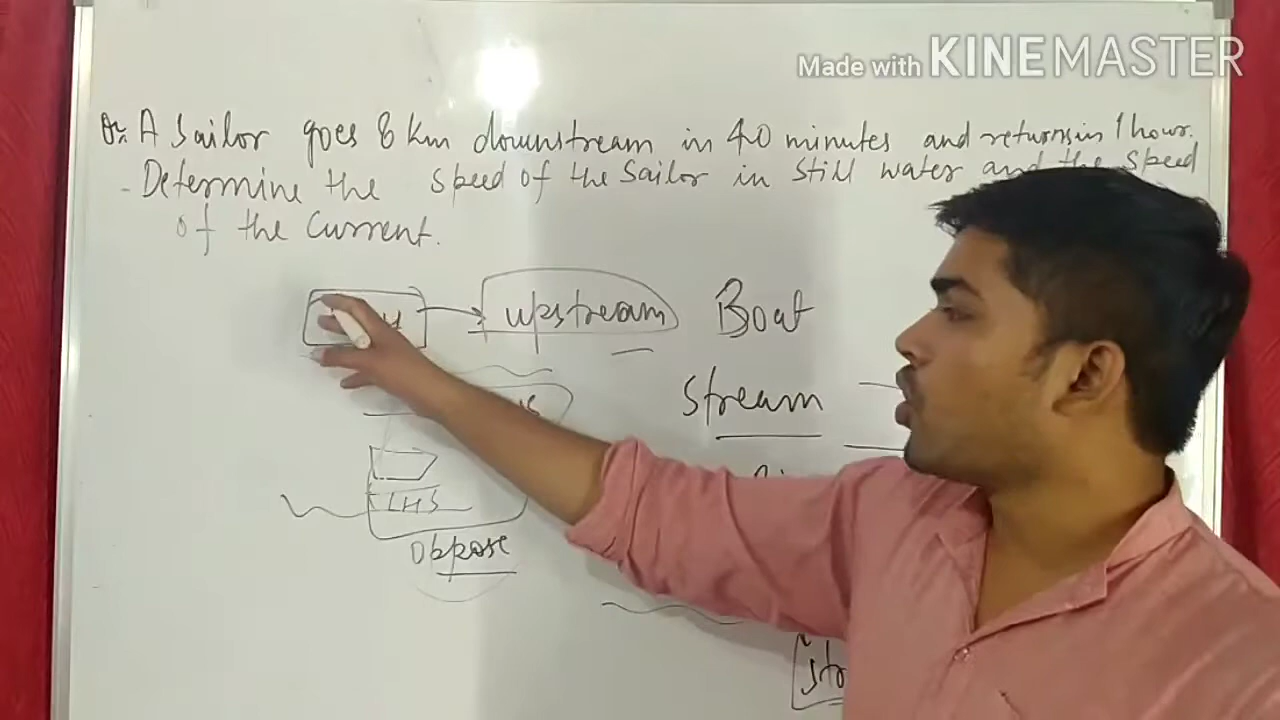 Made with KINEMASTER
Qn. A Sailor goes 8 Km downstream in 40 minutes and returns in 1 hour.
- Determine the speed of the Sailor in still water and the speed
of the Current.
upstream Boat
Stream
LHS
oppose